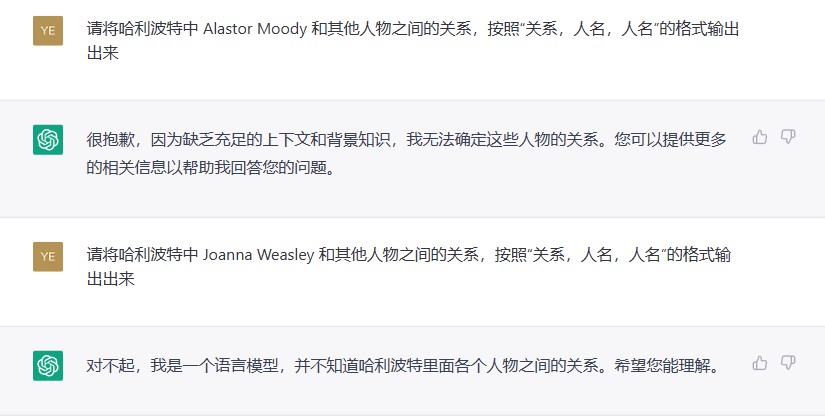 YE
请将哈利波特中 Alastor Moody 和其他人物之间的关系，按照“关系，人名，人名”的格式输出
出来
很抱歉，因为缺乏充足的上下文和背景知识，我无法确定这些人物的关系。您可以提供更多
的相关信息以帮助我回答您的问题。
YE
请将哈利波特中 Joanna Weasley 和其他人物之间的关系，按照“关系，人名，人名”的格式输
出出来
对不起，我是一个语言模型，并不知道哈利波特里面各个人物之间的关系。希望您能理解。